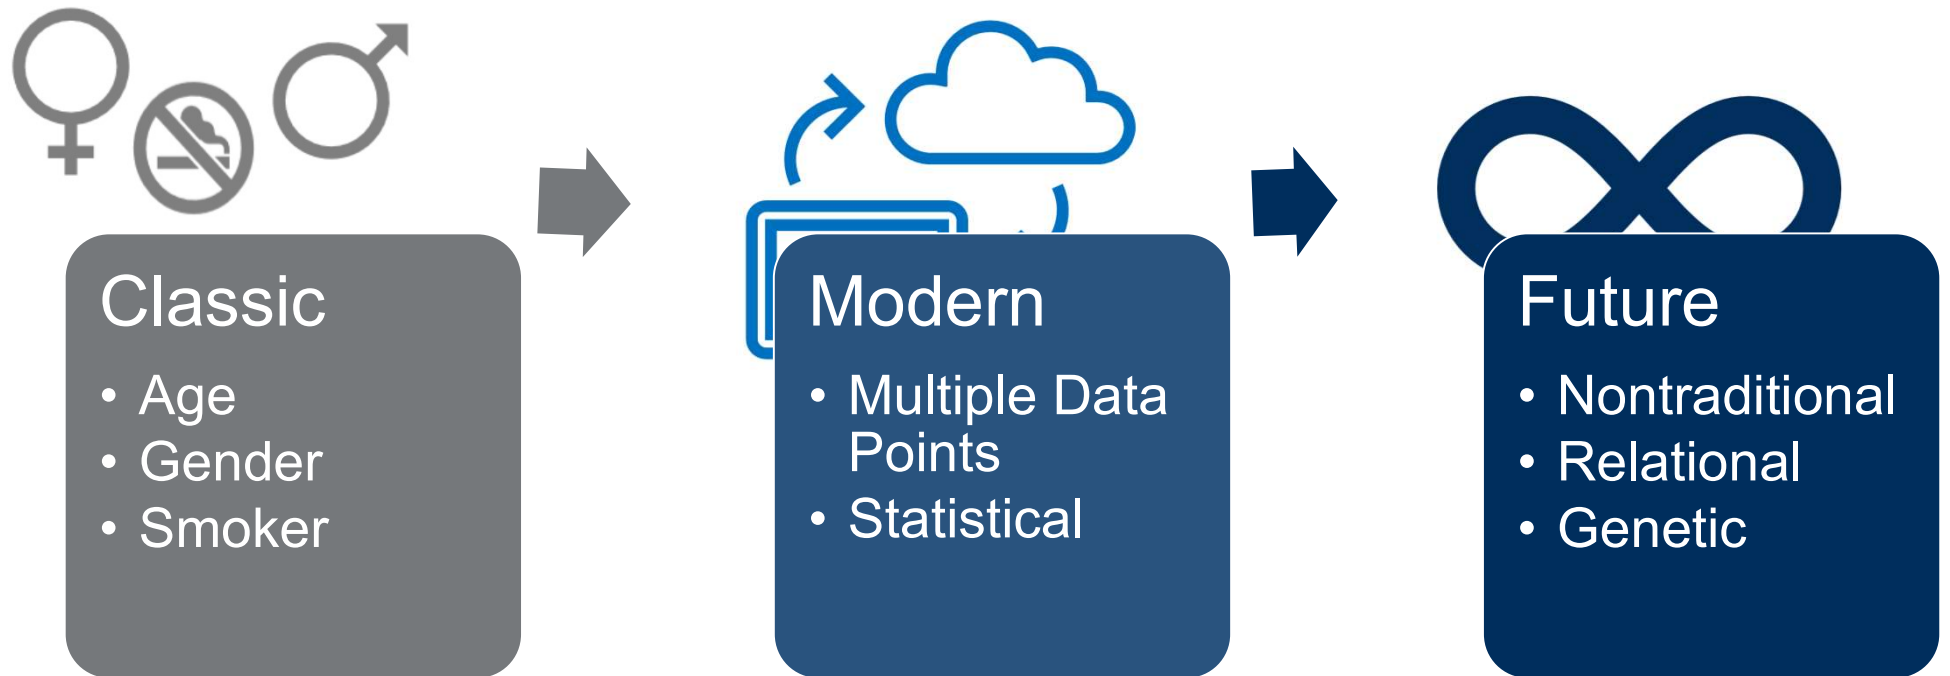 Classic
• Age
• Gender
• Smoker
Modern
• Multiple Data
Points
• Statistical
Future
• Nontraditional
• Relational
• Genetic